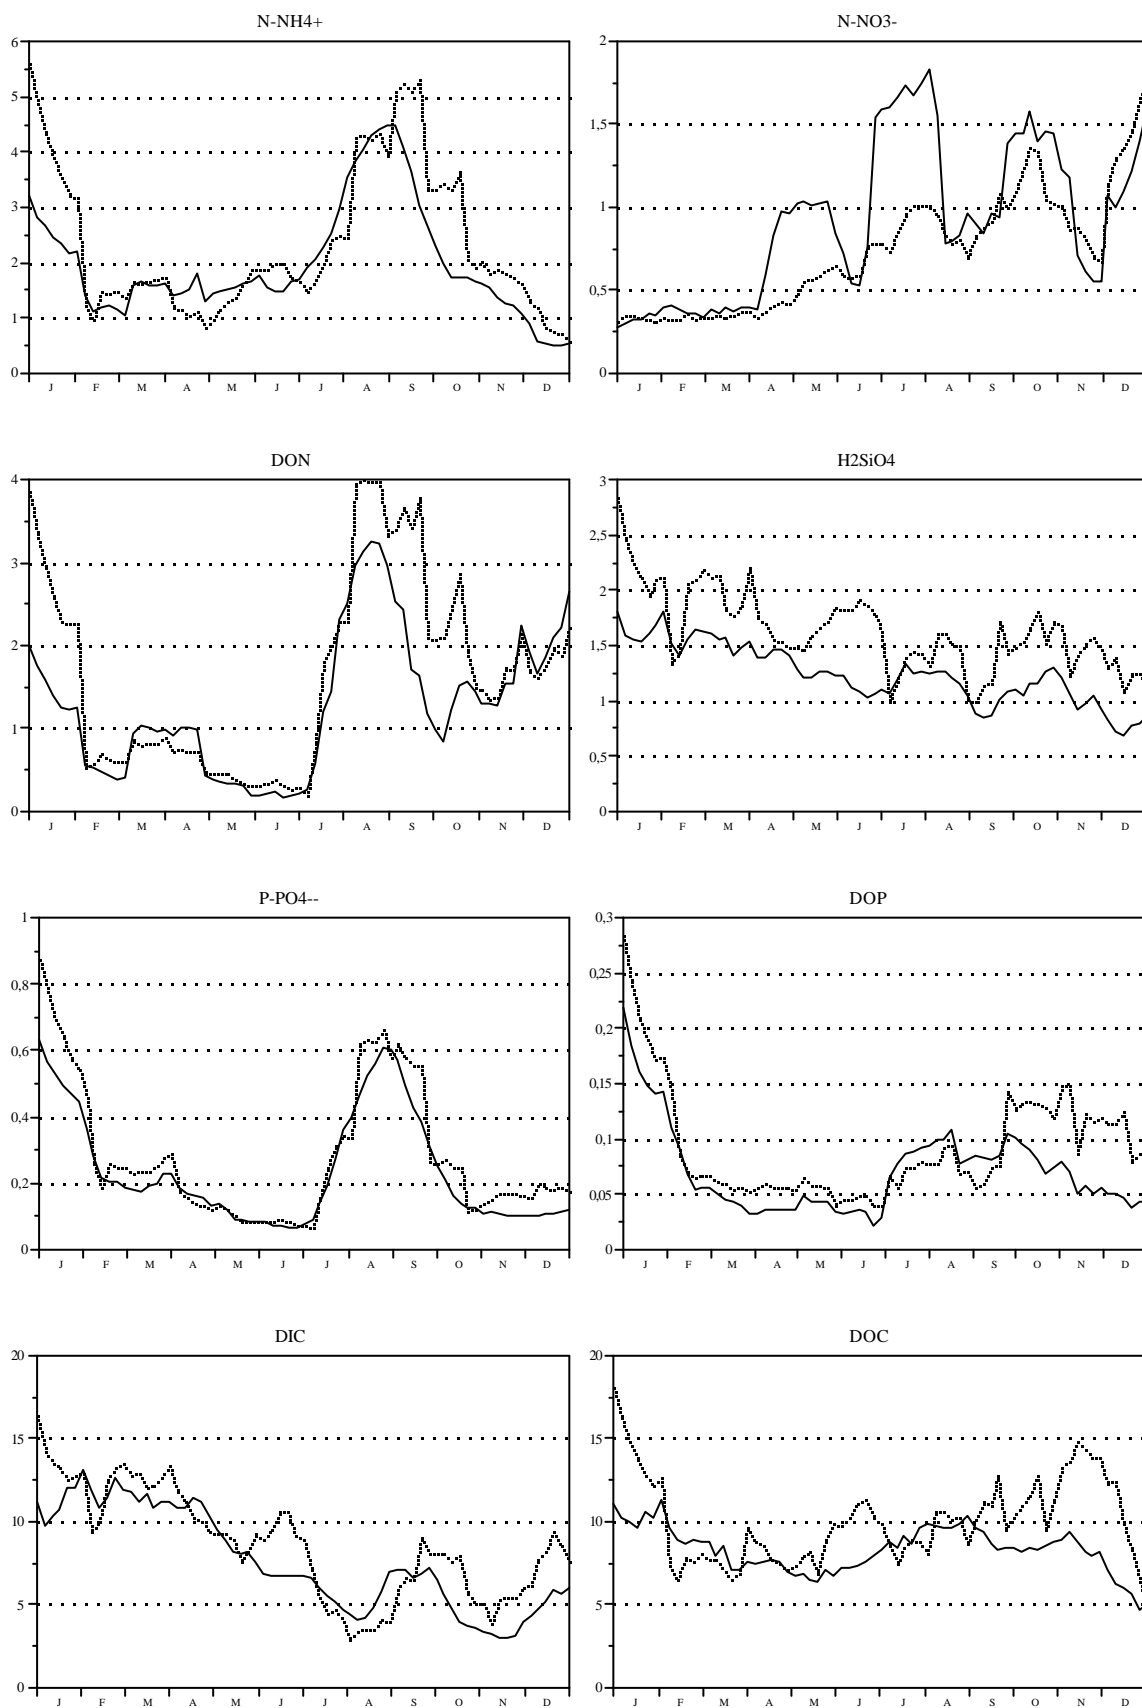 N-NH4+
6
5
4
3
2
1
0
J F M A M J J A S O N D
N-NO3-
2
1,5
1
0,5
0
J F M A M J J A S O N D
DON
4
3
2
1
0
J F M A M J J A S O N D
H2SiO4
3
2,5
2
1,5
1
0,5
0
J F M A M J J A S O N D
P-PO4--
1
0,8
0,6
0,4
0,2
0
J F M A M J J A S O N D
DOP
0,3
0,25
0,2
0,15
0,1
0,05
0
J F M A M J J A S O N D
DIC
20
15
10
5
0
J F M A M J J A S O N D
DOC
20
15
10
5
0
J F M A M J J A S O N D